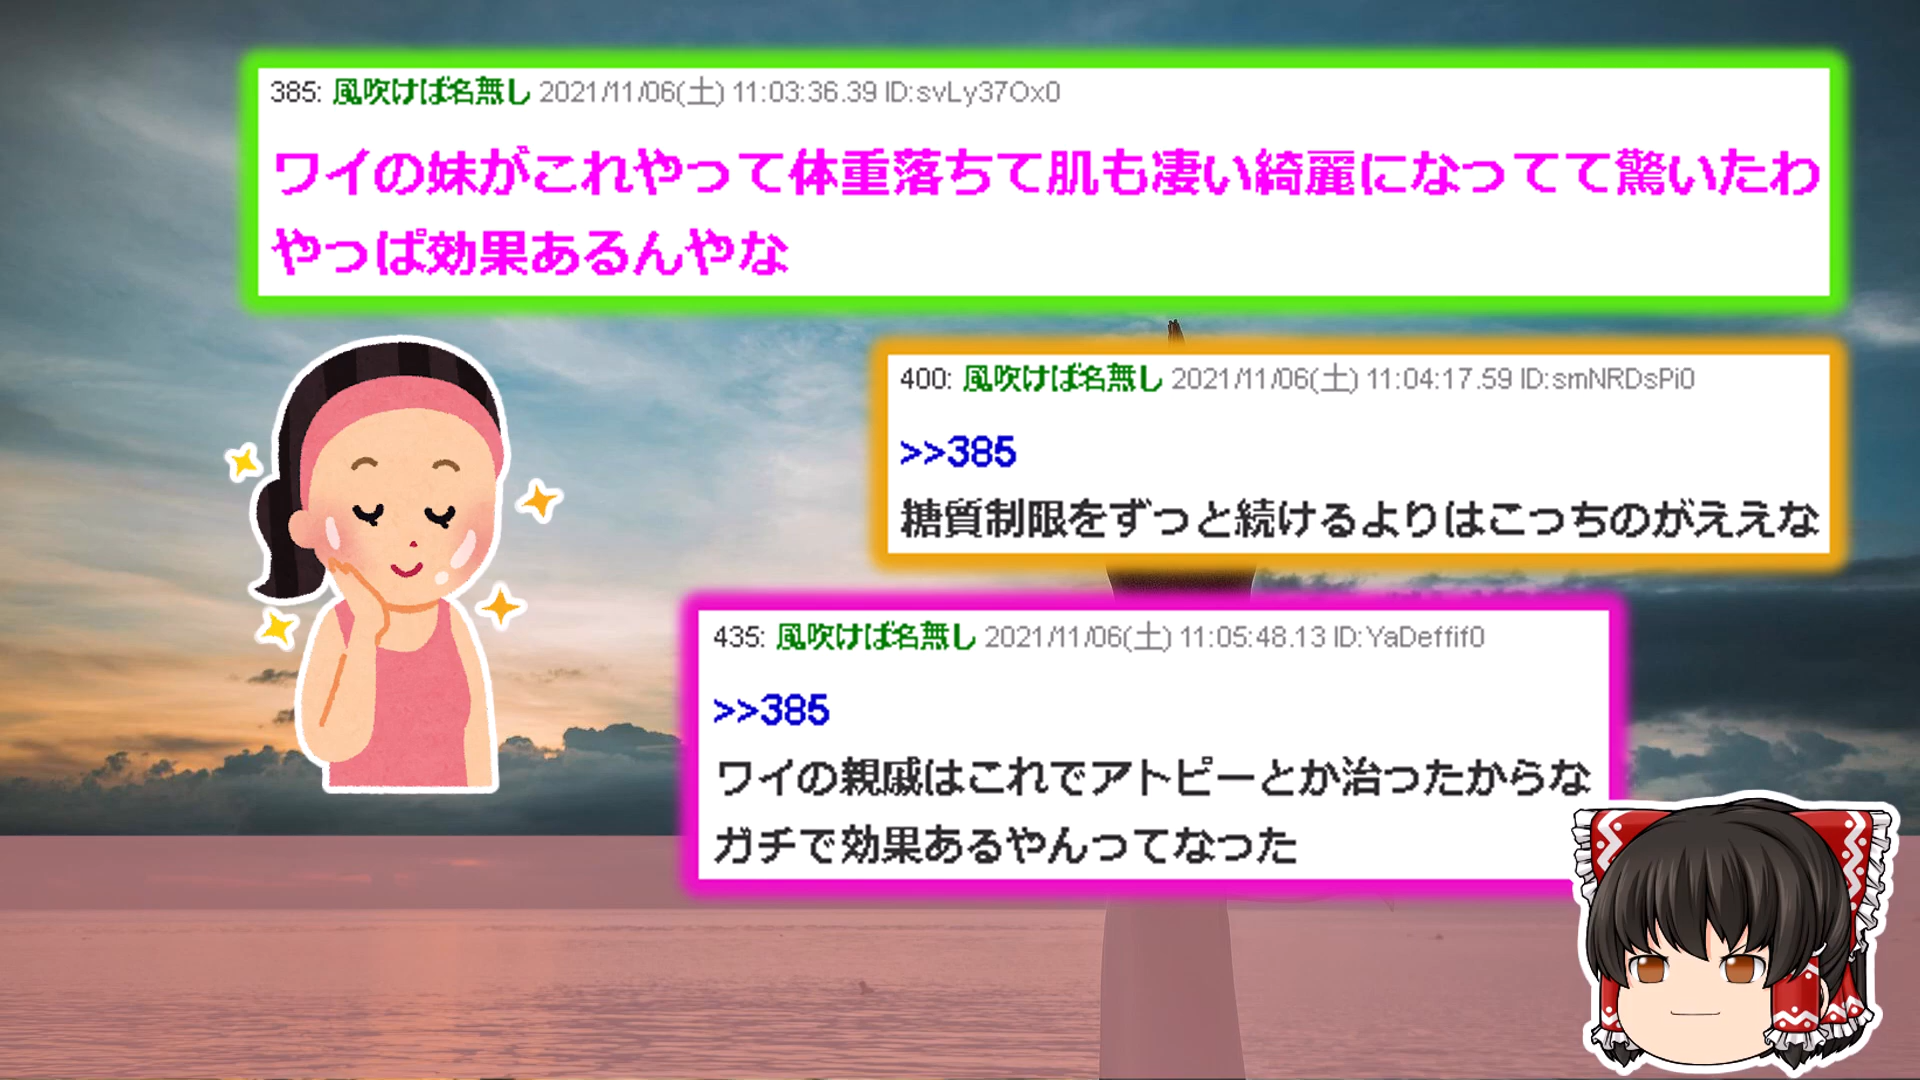 385: 風吹けば名無し 2021/11/06(土) 11:03:36.39 ID:svLy37Ox0
ワイの妹がこれやって体重落ちて肌も凄い綺麗になってて驚いたわ
やっぱ効果あるんやな
400: 風吹けば名無し 2021/11/06(土) 11:04:17.59 ID:smNRDsPi0
>>385
糖質制限をずっと続けるよりはこっちのがええな
435: 風吹けば名無し 2021/11/06(土) 11:05:48.13 ID:YaDeffif0
>>385
ワイの親戚はこれでアトピーとか治ったからな
ガチで効果あるやんってなった